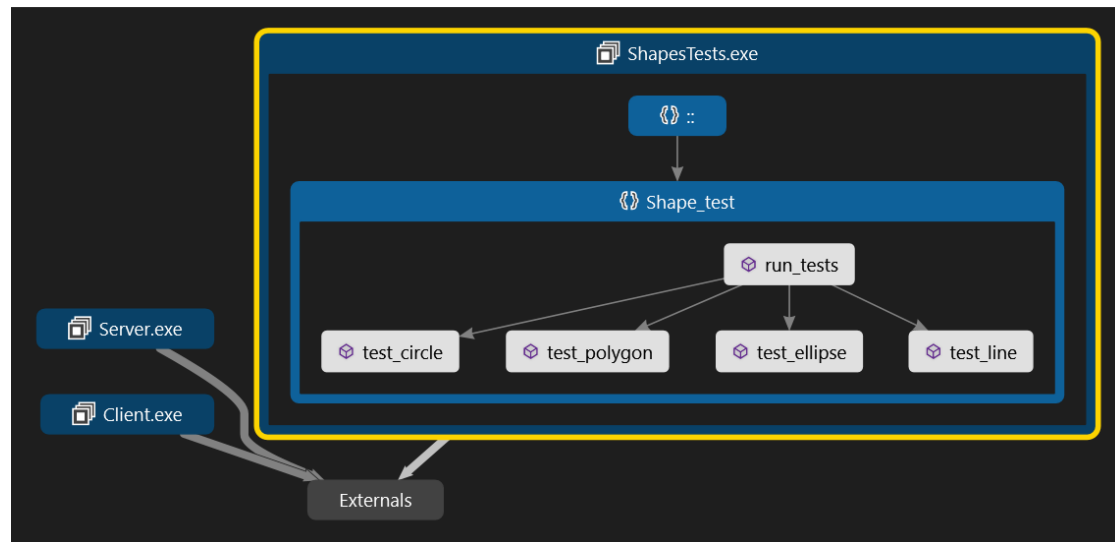 ShapesTests.exe
::
Shape_test
run_tests
Server.exe
test_circle
test_polygon
test_ellipse
test_line
Client.exe
Externals